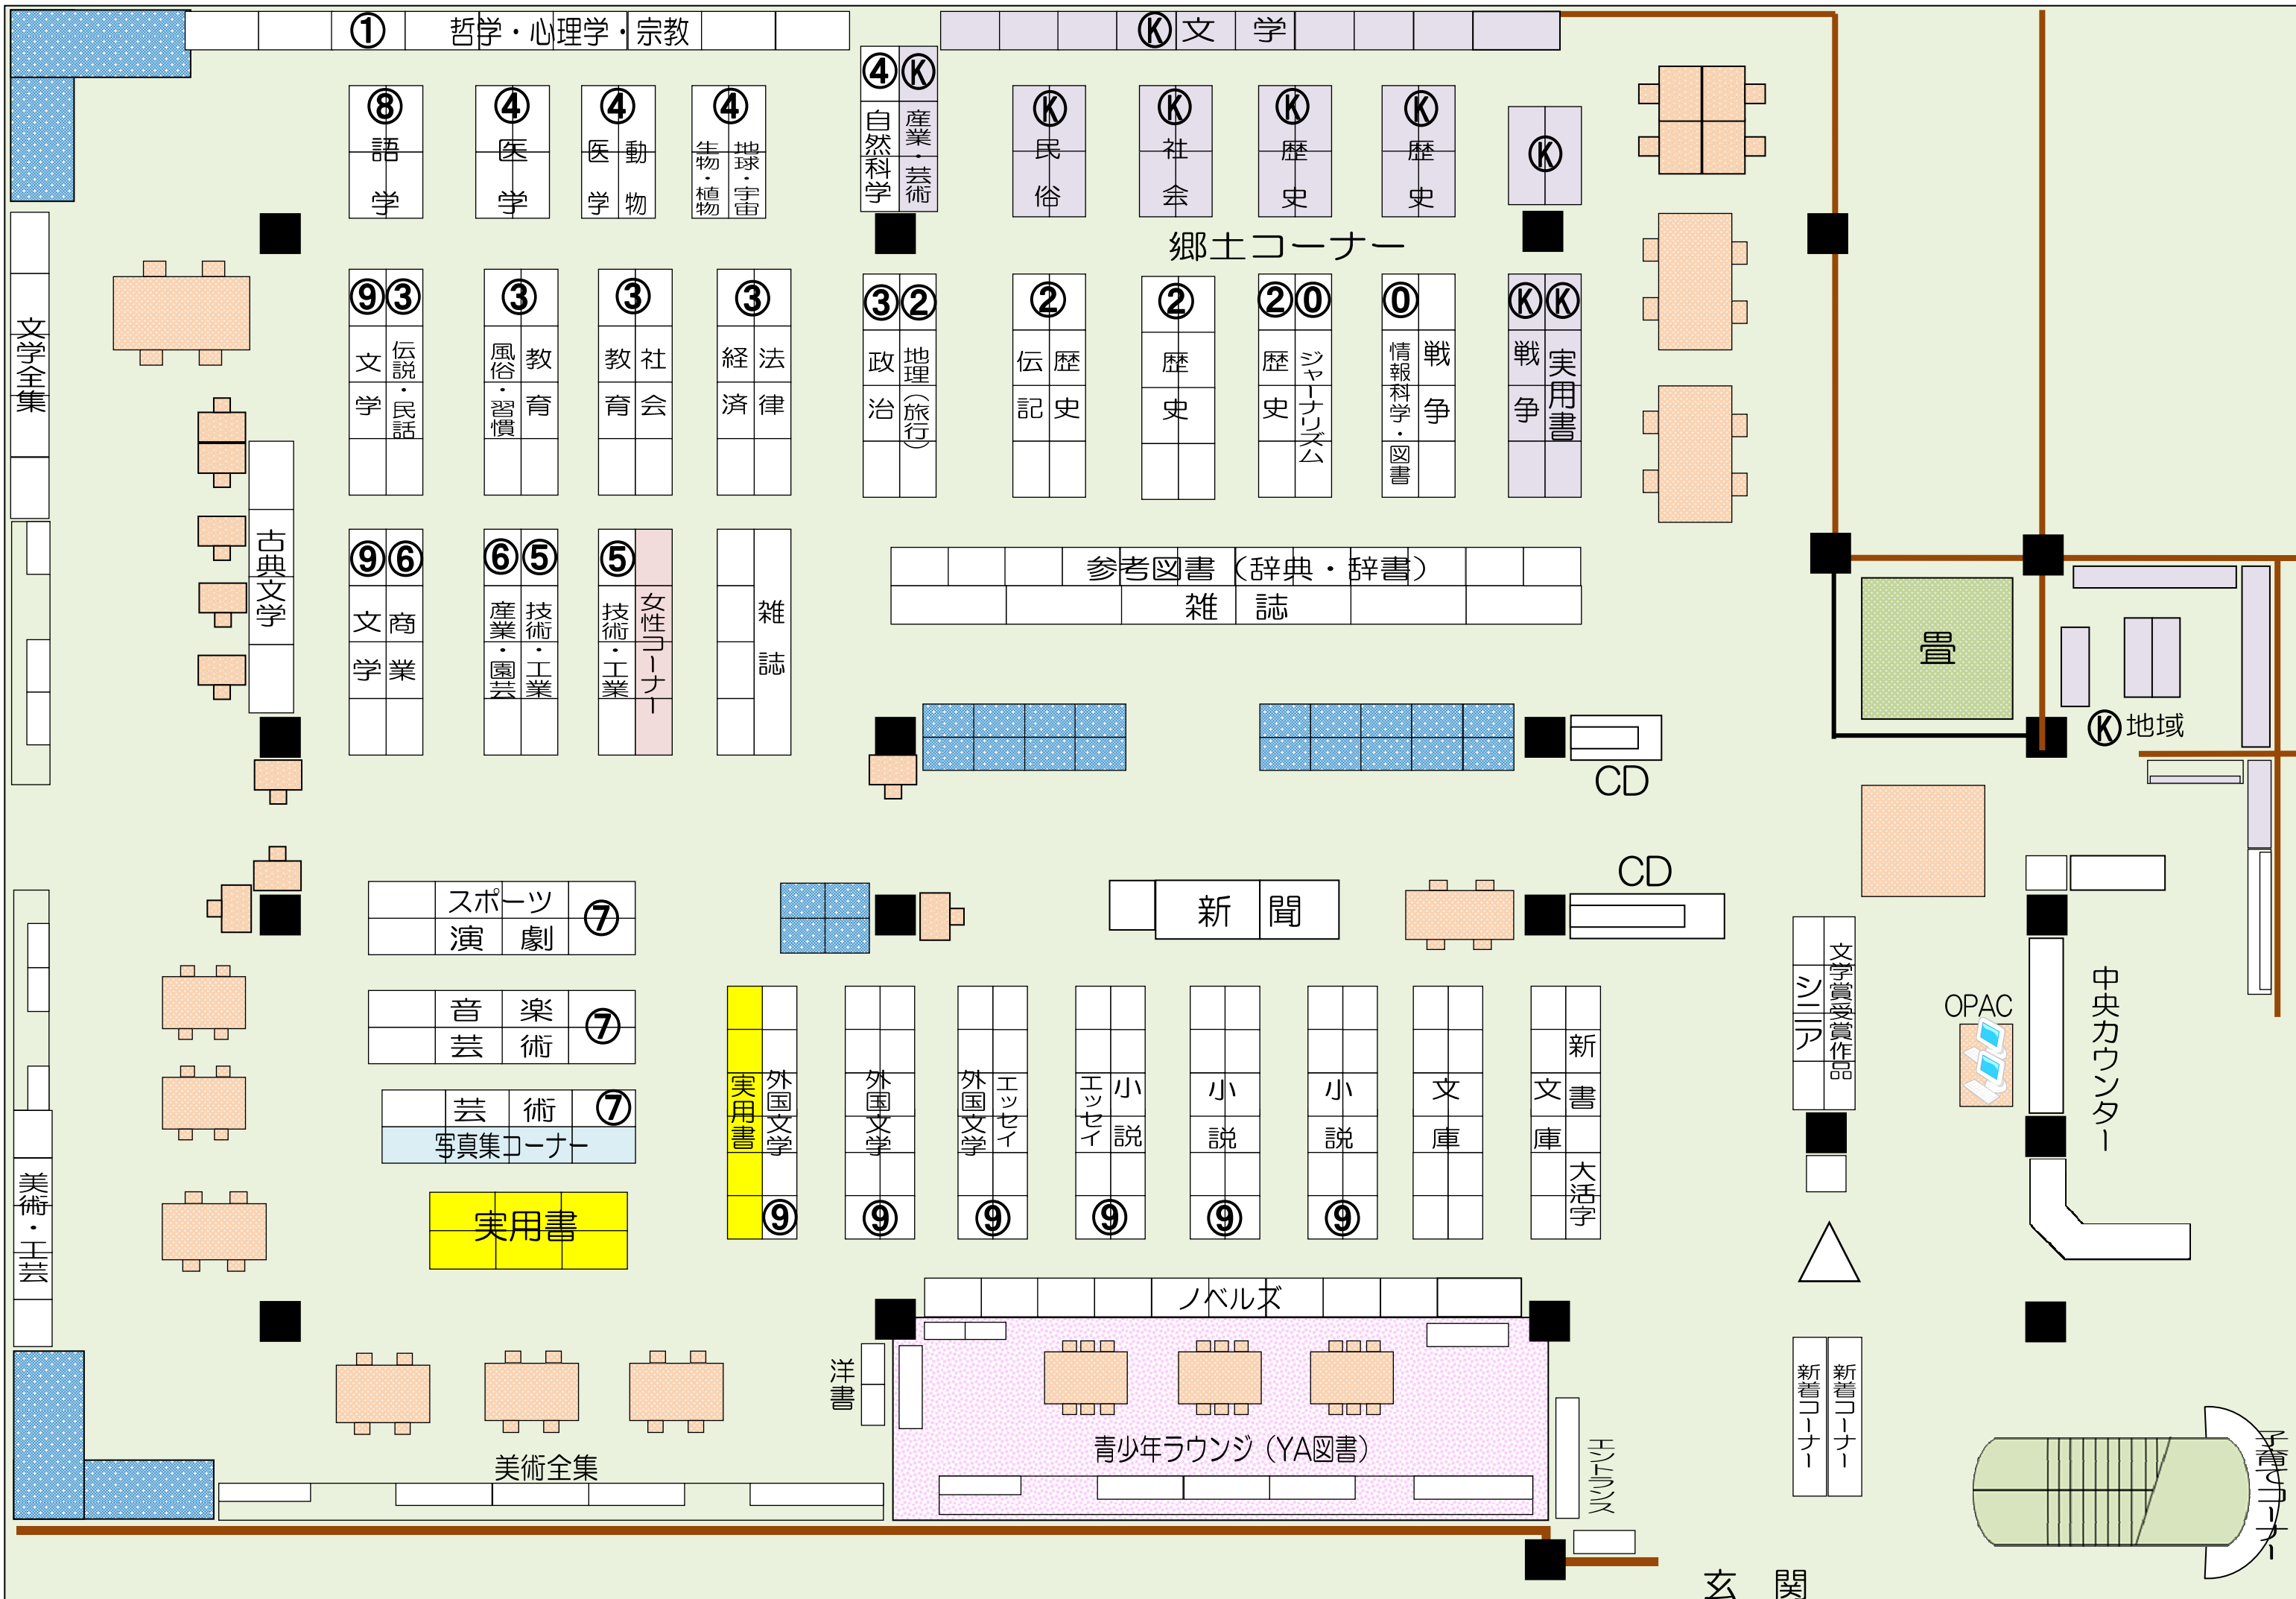 ① 哲学・心理学・宗教
Ⓚ 文学
⑧ 語学
④ 医学
④ 医学 動物
④ 生物・植物 地球・宇宙
④ 自然科学
Ⓚ 産業・芸術
Ⓚ 民俗
Ⓚ 社会
Ⓚ 歴史
Ⓚ 歴史
Ⓚ
郷土コーナー
文学全集
⑨ 文学
③ 伝説・民話
③ 風俗・習慣 教育
③ 教育 社会
③ 経済 法律
③ 政治
② 地理(旅行)
② 伝記 歴史
② 歴史
② 歴史
⓪ ジャーナリズム
⓪ 情報科学・図書 戦争
Ⓚ 戦争
Ⓚ 実用書
古典文学
⑨ 文学
⑥ 商業
⑥ 産業・園芸
⑤ 技術・工業
⑤ 技術・工業
女性コーナー
雑誌
参考図書(辞典・辞書)
雑誌
畳
Ⓚ 地域
CD
CD
スポーツ ⑦
演劇
音楽 ⑦
芸術
芸術 ⑦
写真集コーナー
実用書
新聞
実用書
外国文学 ⑨
外国文学 ⑨
外国文学 エッセイ ⑨
エッセイ 小説 ⑨
小説 ⑨
小説 ⑨
文庫
文庫
新書
大活字
シニア
文学賞受賞作品
OPAC
中央カウンター
美術・工芸
ノベルズ
洋書
青少年ラウンジ(YA図書)
美術全集
エントランス
新着コーナー
新着コーナー
子育てコーナー
玄関